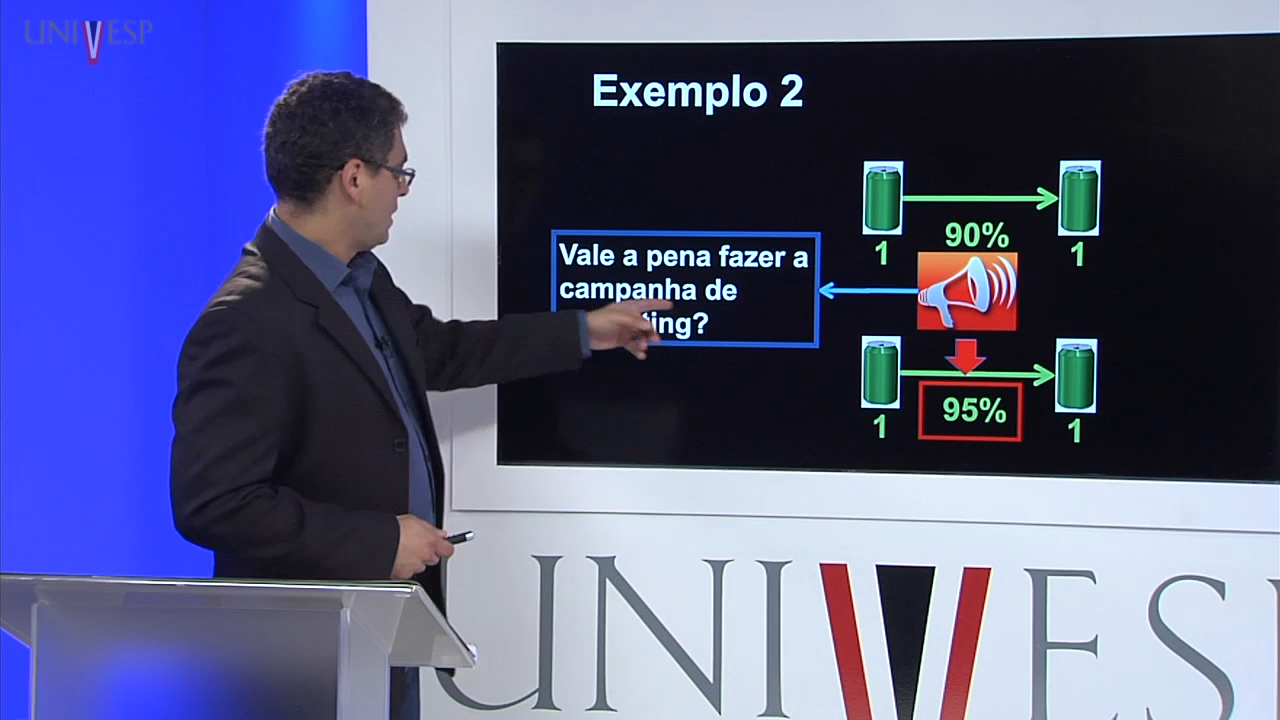 UNIVESP
Exemplo 2
90%
1
1
Vale a pena fazer a
campanha de
ting?
95%
1
1
UNIVESP